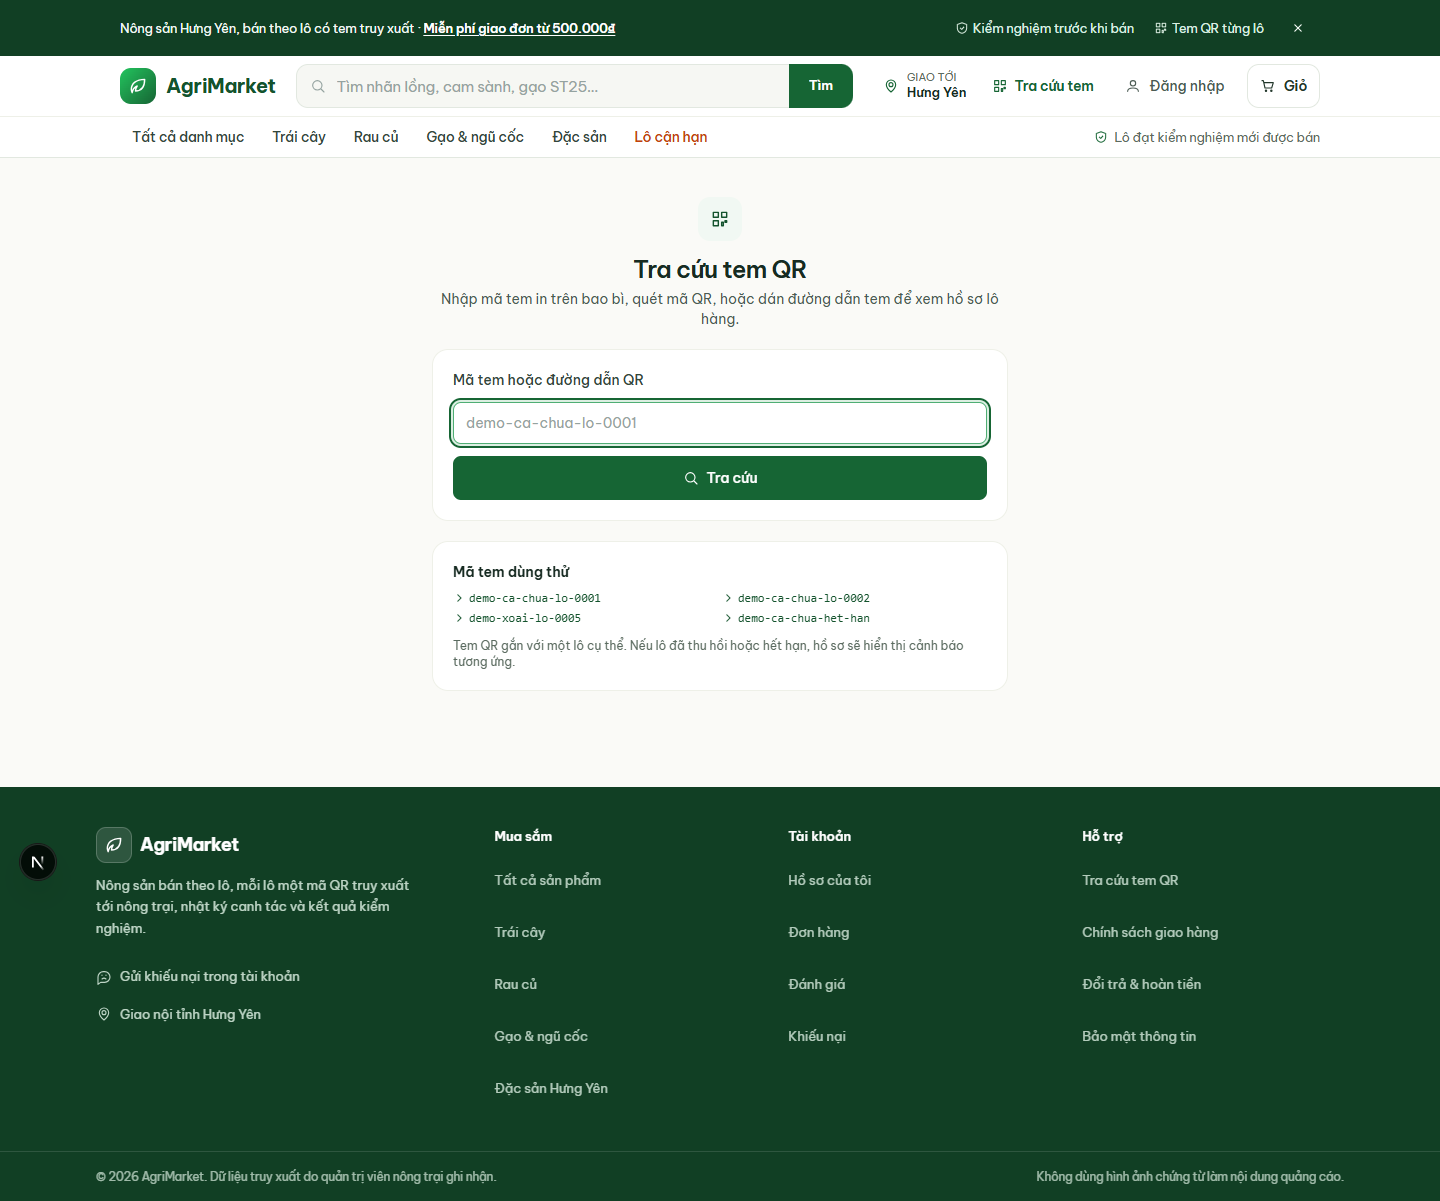 Nông sản Hưng Yên, bán theo lô có tem truy xuất · Miễn phí giao đơn từ 500.000₫
Kiểm nghiệm trước khi bán
Tem QR từng lô
AgriMarket
Tìm nhãn lồng, cam sành, gạo ST25...
Tìm
GIAO TỚI
Hưng Yên
Tra cứu tem
Đăng nhập
Giỏ
Tất cả danh mục
Trái cây
Rau củ
Gạo & ngũ cốc
Đặc sản
Lô cận hạn
Lô đạt kiểm nghiệm mới được bán
Tra cứu tem QR
Nhập mã tem in trên bao bì, quét mã QR, hoặc dán đường dẫn tem để xem hồ sơ lô
hàng.
Mã tem hoặc đường dẫn QR
demo-ca-chua-lo-0001
Tra cứu
Mã tem dùng thử
demo-ca-chua-lo-0001
demo-ca-chua-lo-0002
demo-xoai-lo-0005
demo-ca-chua-het-han
Tem QR gắn với một lô cụ thể. Nếu lô đã thu hồi hoặc hết hạn, hồ sơ sẽ hiển thị cảnh báo
tương ứng.
AgriMarket
Nông sản bán theo lô, mỗi lô một mã QR truy xuất
tới nông trại, nhật ký canh tác và kết quả kiểm
nghiệm.
Gửi khiếu nại trong tài khoản
Giao nội tỉnh Hưng Yên
Mua sắm
Tất cả sản phẩm
Trái cây
Rau củ
Gạo & ngũ cốc
Đặc sản Hưng Yên
Tài khoản
Hồ sơ của tôi
Đơn hàng
Đánh giá
Khiếu nại
Hỗ trợ
Tra cứu tem QR
Chính sách giao hàng
Đổi trả & hoàn tiền
Bảo mật thông tin
N
© 2026 AgriMarket. Dữ liệu truy xuất do quản trị viên nông trại ghi nhận.
Không dùng hình ảnh chứng từ làm nội dung quảng cáo.